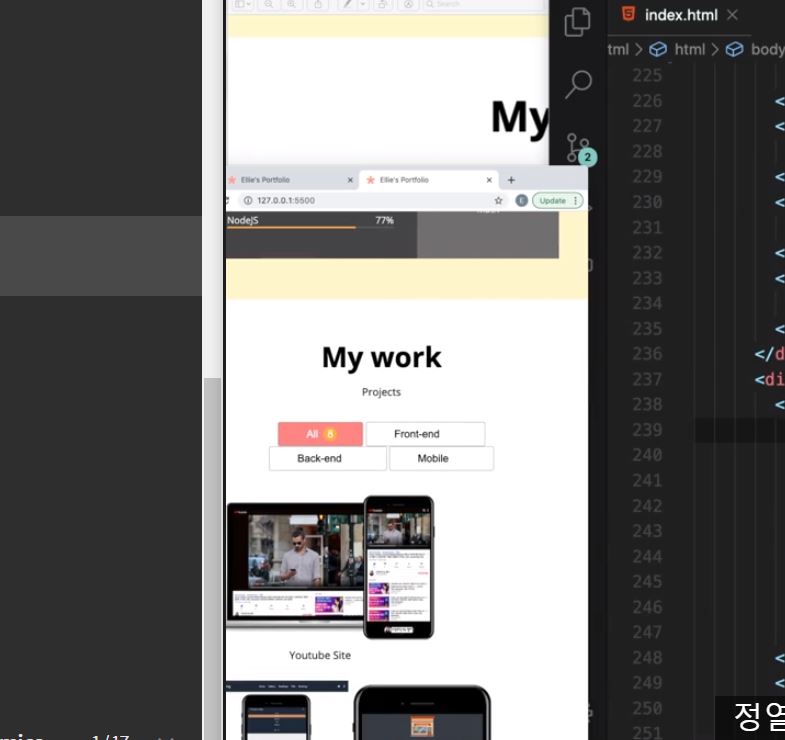 Search
index.html
tml > html > body
225
My
226
227
228
2
229
Ellie's Portfolio
Ellie's Portfolio
230
127.0.0.1:5500
E
Update
NodeJS
77%
231
232
233
234
My work
235
236
</d
237
<di
Projects
238
<
All 8
Front-end
239
Back-end
Mobile
240
241
242
243
244
245
246
247
Youtube Site
248
249
250
정열
251
1/17